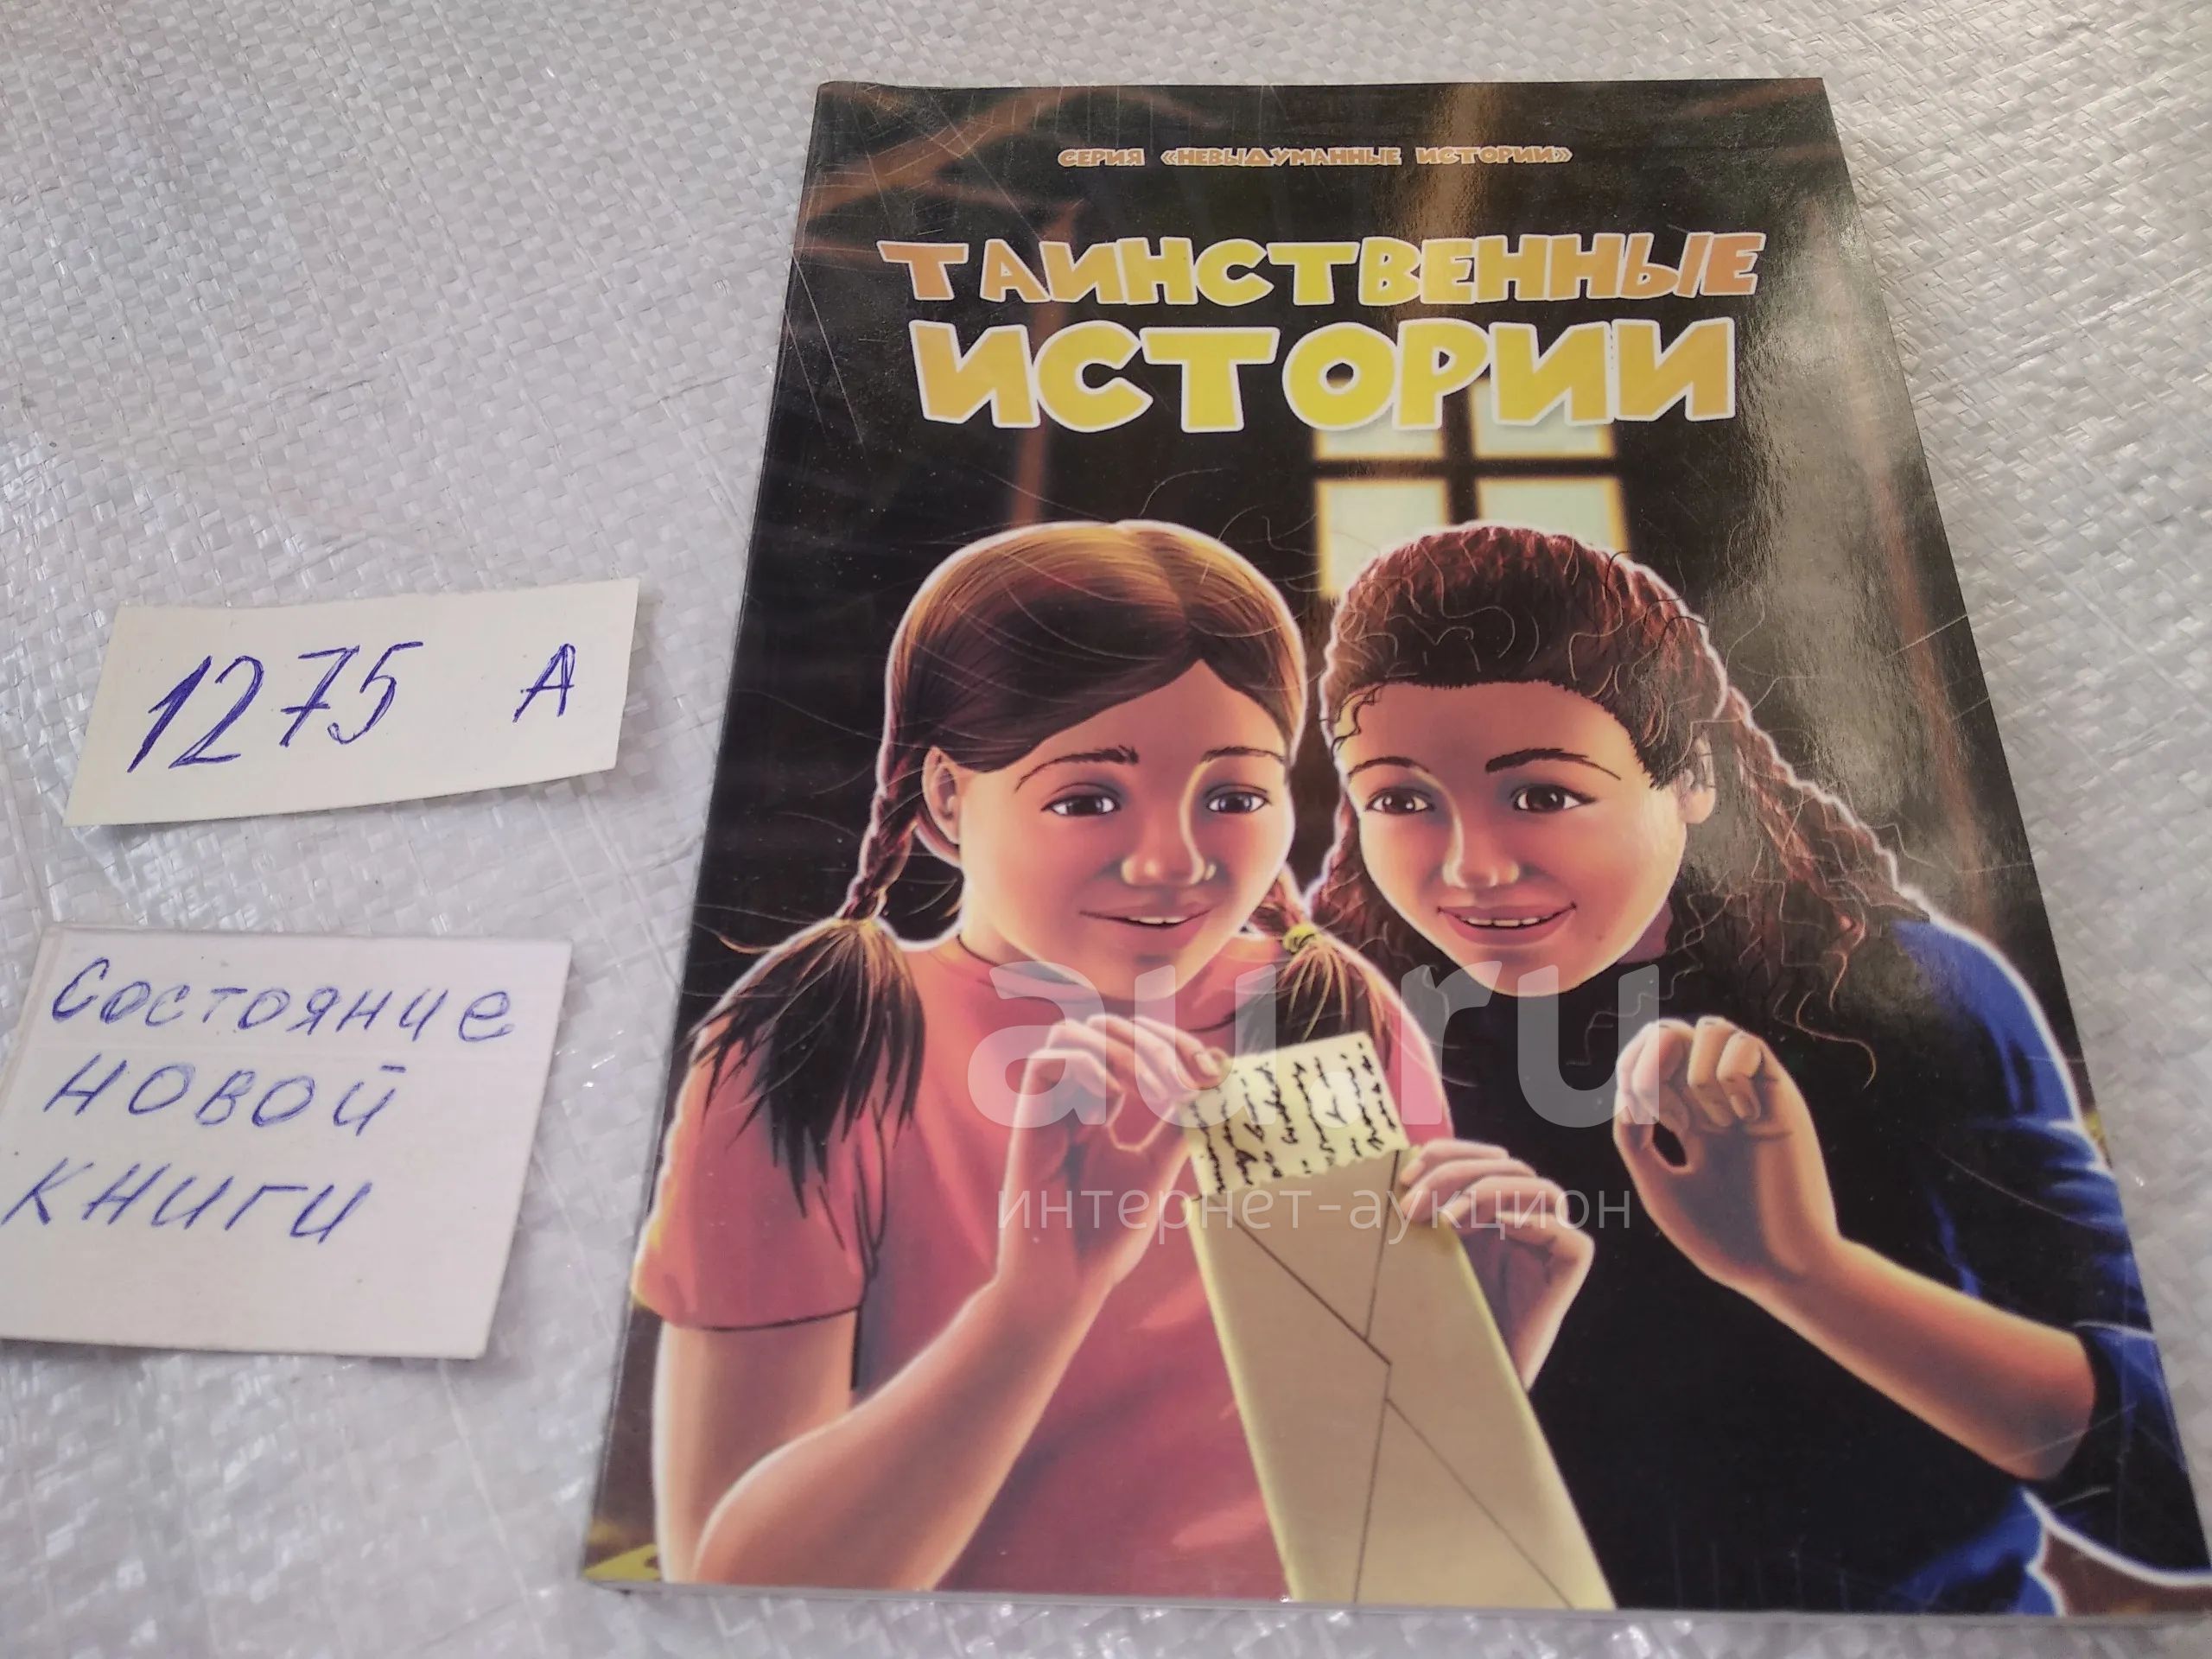 СЕРИЯ «НЕВЫДУМАННЫЕ ИСТОРИИ»
ТАИНСТВЕННЫЕ
ИСТОРИИ
1275 А
Состояние
новой
книги
au.ru
интернет-аукцион